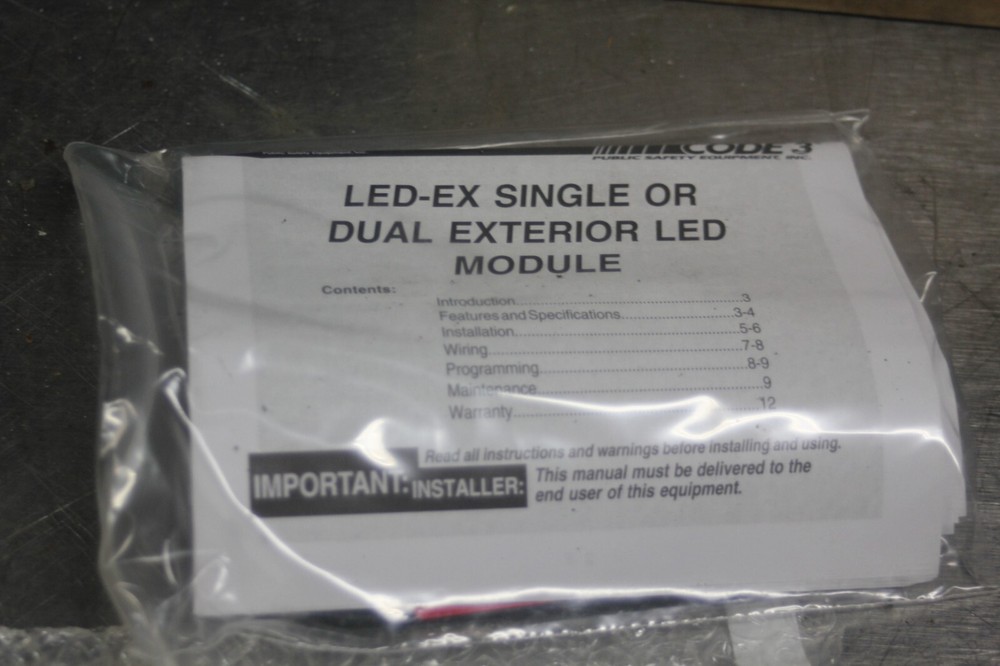 CODE 3
PUBLIC SAFETY EQUIPMENT, INC.
LED-EX SINGLE OR
DUAL EXTERIOR LED
MODULE
Contents:
Introduction..........3
Features and Specifications..........3-4
Installation..........5-6
Wiring..........7-8
Programming..........8-9
Maintenance..........9
Warranty..........12
IMPORTANT: Read all instructions and warnings before installing and using.
INSTALLER: This manual must be delivered to the
end user of this equipment.